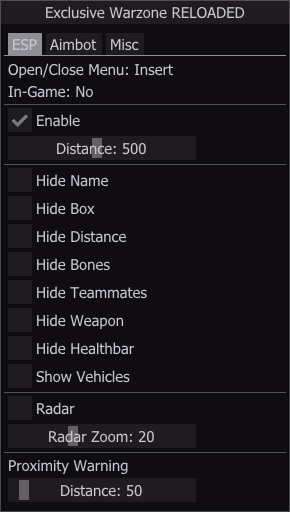 Exclusive Warzone RELOADED
ESP Aimbot Misc
Open/Close Menu: Insert
In-Game: No
Enable
Distance: 500
Hide Name
Hide Box
Hide Distance
Hide Bones
Hide Teammates
Hide Weapon
Hide Healthbar
Show Vehicles
Radar
Radar Zoom: 20
Proximity Warning
Distance: 50